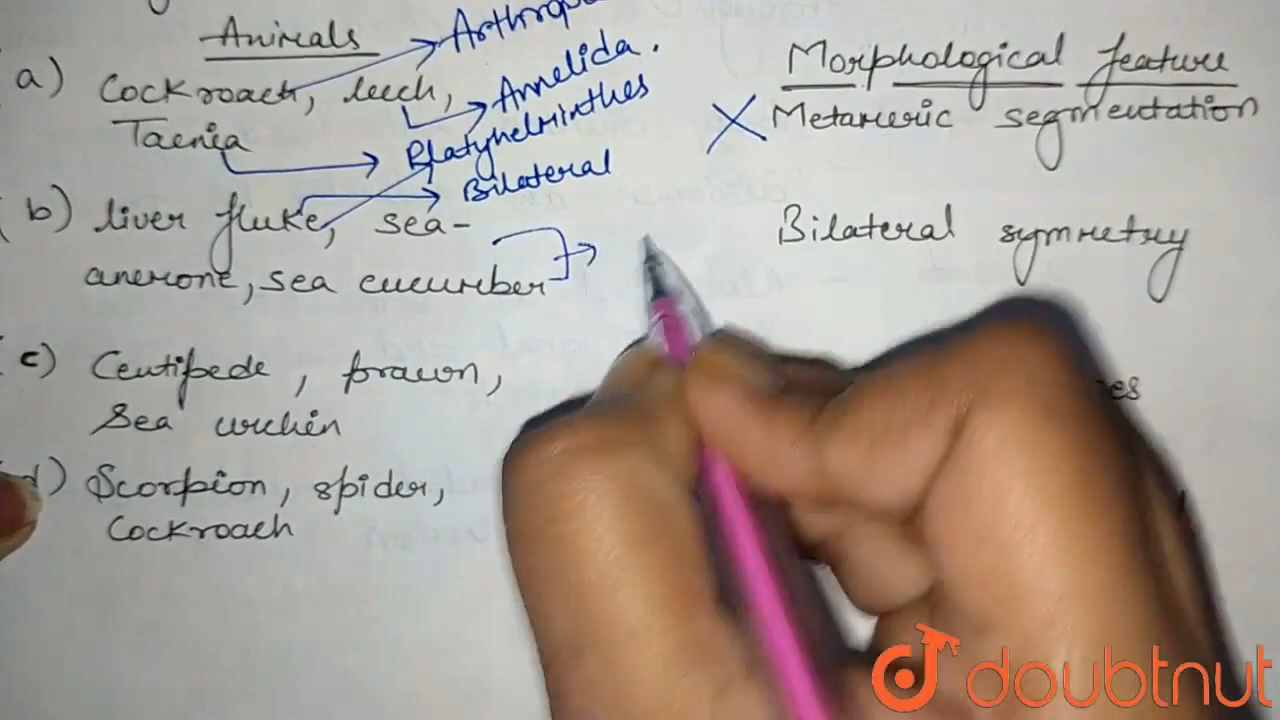 Animals
Morphological feature
a) Cockroach, leech,
Taenia
Annelida.
Platyhelminthes
Bilateral
Metameric segmentation
b) liver fluke, sea-
anemone, sea cucumber
Bilateral symmetry
c) Centipede, prawn,
Sea urchin
d) Scorpion, spider,
Cockroach
doubtnut